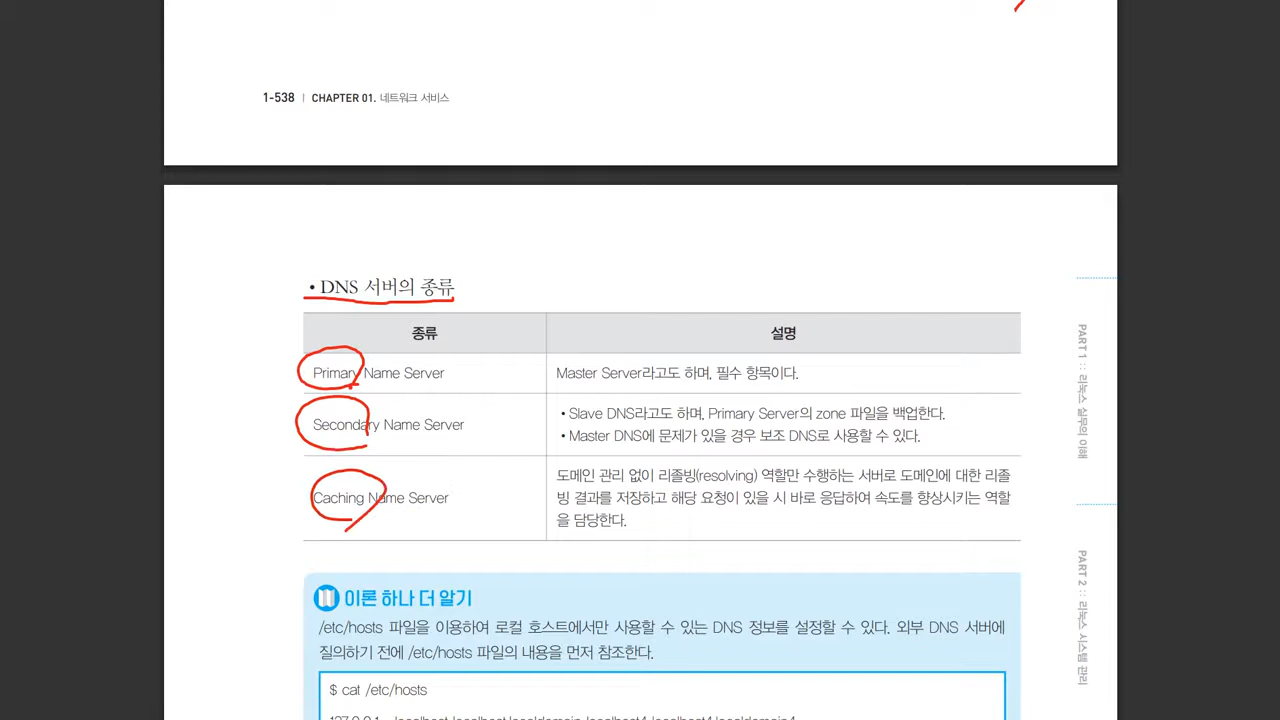 1-538 | CHAPTER 01. 네트워크 서비스
• DNS 서버의 종류
종류 설명
Primary Name Server Master Server라고도 하며, 필수 항목이다.
Secondary Name Server • Slave DNS라고도 하며, Primary Server의 zone 파일을 백업한다.
• Master DNS에 문제가 있을 경우 보조 DNS로 사용할 수 있다.
Caching Name Server 도메인 관리 없이 리졸빙(resolving) 역할만 수행하는 서버로 도메인에 대한 리졸
빙 결과를 저장하고 해당 요청이 있을 시 바로 응답하여 속도를 향상시키는 역할
을 담당한다.
이론 하나 더 알기
/etc/hosts 파일을 이용하여 로컬 호스트에서만 사용할 수 있는 DNS 정보를 설정할 수 있다. 외부 DNS 서버에
질의하기 전에 /etc/hosts 파일의 내용을 먼저 참조한다.
$ cat /etc/hosts
127.0.0.1 localhost localhost.localdomain localhost4 localhost4.localdomain4
PART 1 :: 리눅스 실무의 이해
PART 2 :: 리눅스 시스템 관리